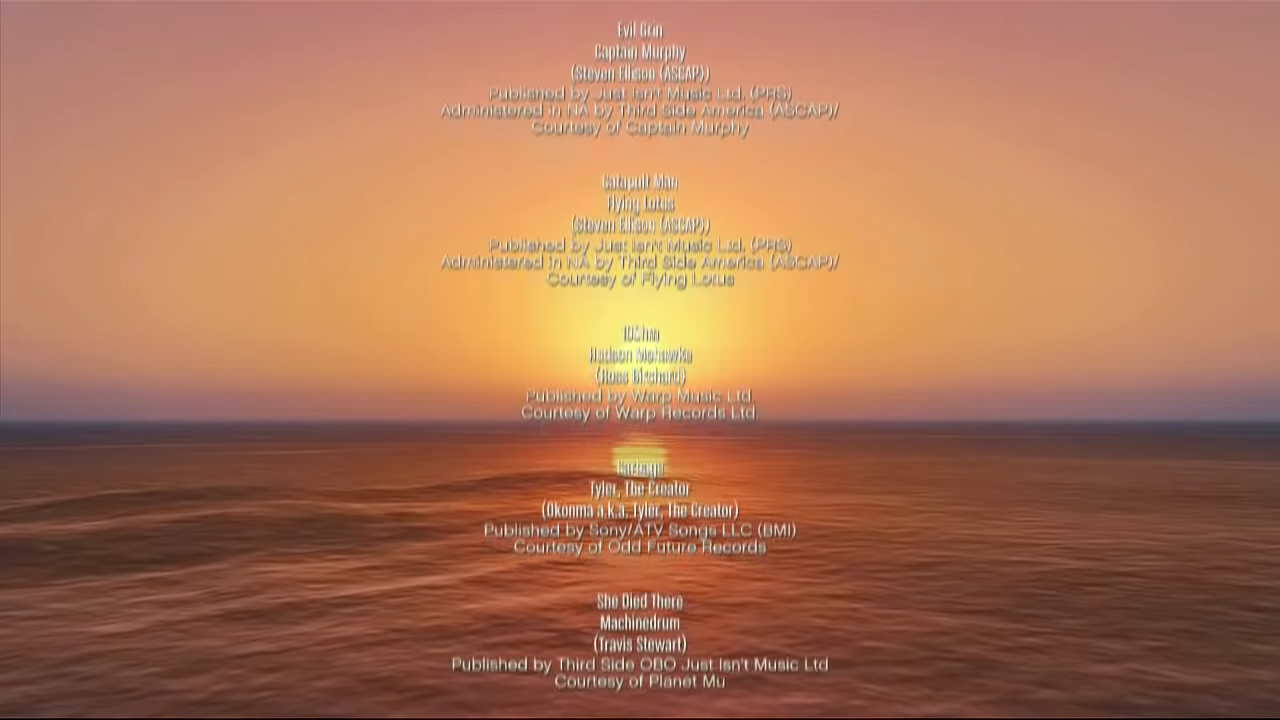 Evil Grin
Captain Murphy
(Steven Ellison (ASCAP))
Published by Just Isn't Music Ltd. (PRS)
Administered in NA by Third Side America (ASCAP)/
Courtesy of Captain Murphy
Catapult Man
Flying Lotus
(Steven Ellison (ASCAP))
Published by Just Isn't Music Ltd. (PRS)
Administered in NA by Third Side America (ASCAP)/
Courtesy of Flying Lotus
Hudson Mohawke
(Ross Birchard)
Published by Warp Music Ltd.
Courtesy of Warp Records Ltd.
Garbage
Tyler, The Creator
(Okonma a.k.a. Tyler, The Creator)
Published by Sony/ATV Songs LLC (BMI)
Courtesy of Odd Future Records
She Died There
Machinedrum
(Travis Stewart)
Published by Third Side OBO Just Isn't Music Ltd
Courtesy of Planet Mu